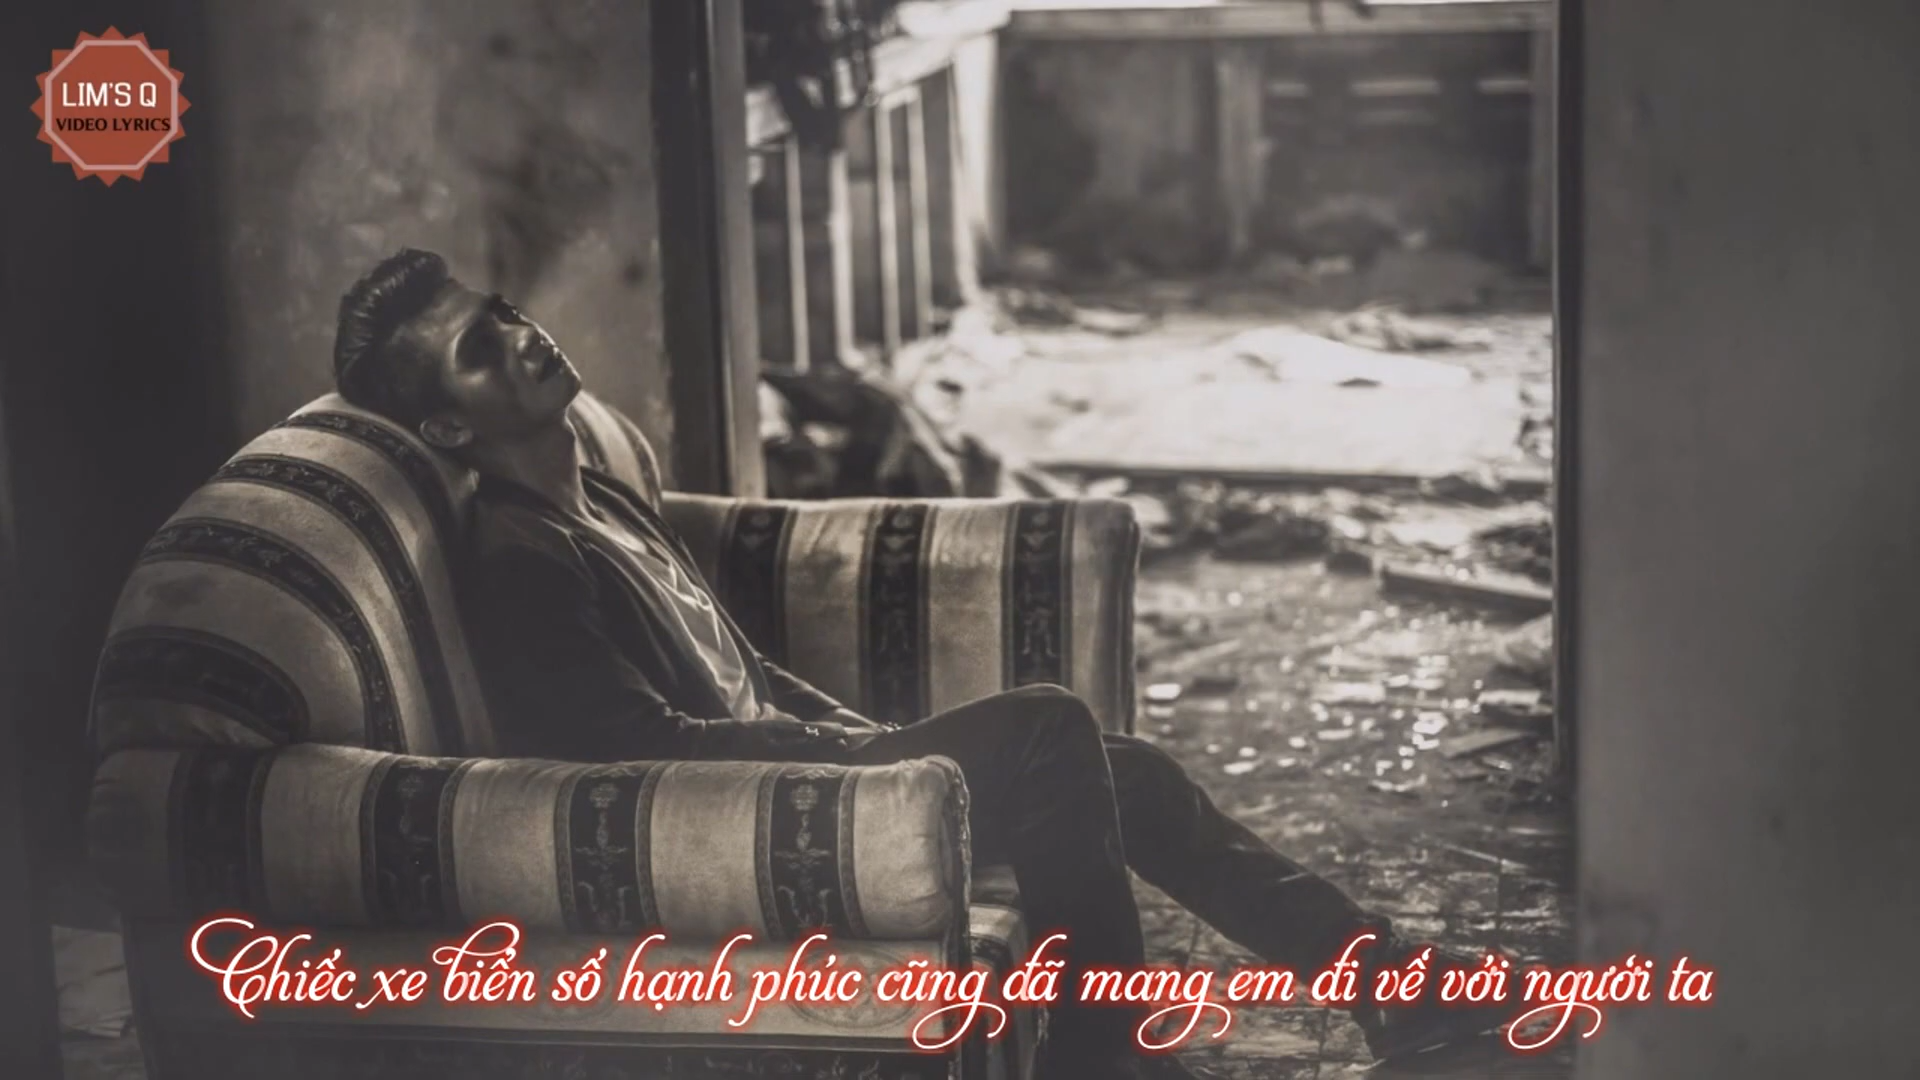 LIM'S Q
VIDEO LYRICS
Chiếc xe biển số hạnh phúc cũng đã mang em đi về với người ta